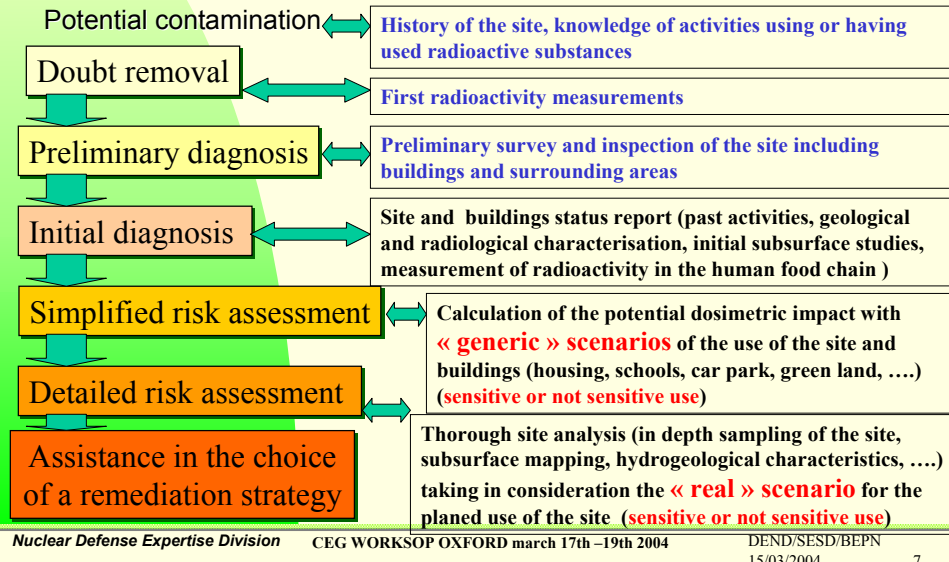 Potential contamination
History of the site, knowledge of activities using or having
used radioactive substances
Doubt removal
First radioactivity measurements
Preliminary diagnosis
Preliminary survey and inspection of the site including
buildings and surrounding areas
Initial diagnosis
Site and buildings status report (past activities, geological
and radiological characterisation, initial subsurface studies,
measurement of radioactivity in the human food chain )
Simplified risk assessment
Calculation of the potential dosimetric impact with
« generic » scenarios of the use of the site and
buildings (housing, schools, car park, green land, ….)
(sensitive or not sensitive use)
Detailed risk assessment
Thorough site analysis (in depth sampling of the site,
subsurface mapping, hydrogeological characteristics, ….)
taking in consideration the « real » scenario for the
planed use of the site (sensitive or not sensitive use)
Assistance in the choice
of a remediation strategy
Nuclear Defense Expertise Division
CEG WORKSOP OXFORD march 17th –19th 2004
DEND/SESD/BEPN
15/03/2004
7